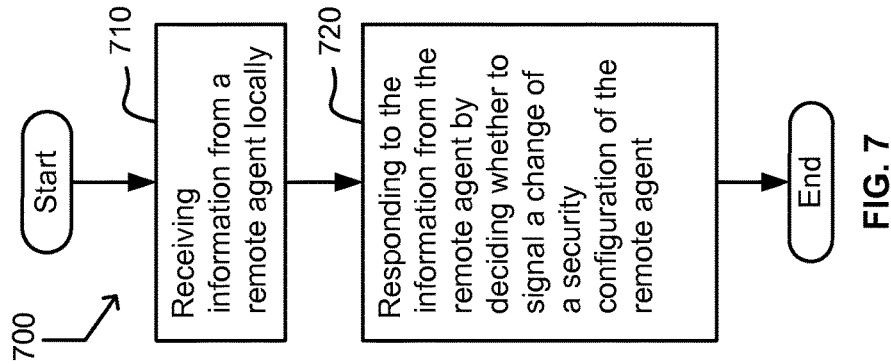 700
Start
710
Receiving
information from a
remote agent locally
720
Responding to the
information from the
remote agent by
deciding whether to
signal a change of
a security
configuration of the
remote agent
End
FIG. 7